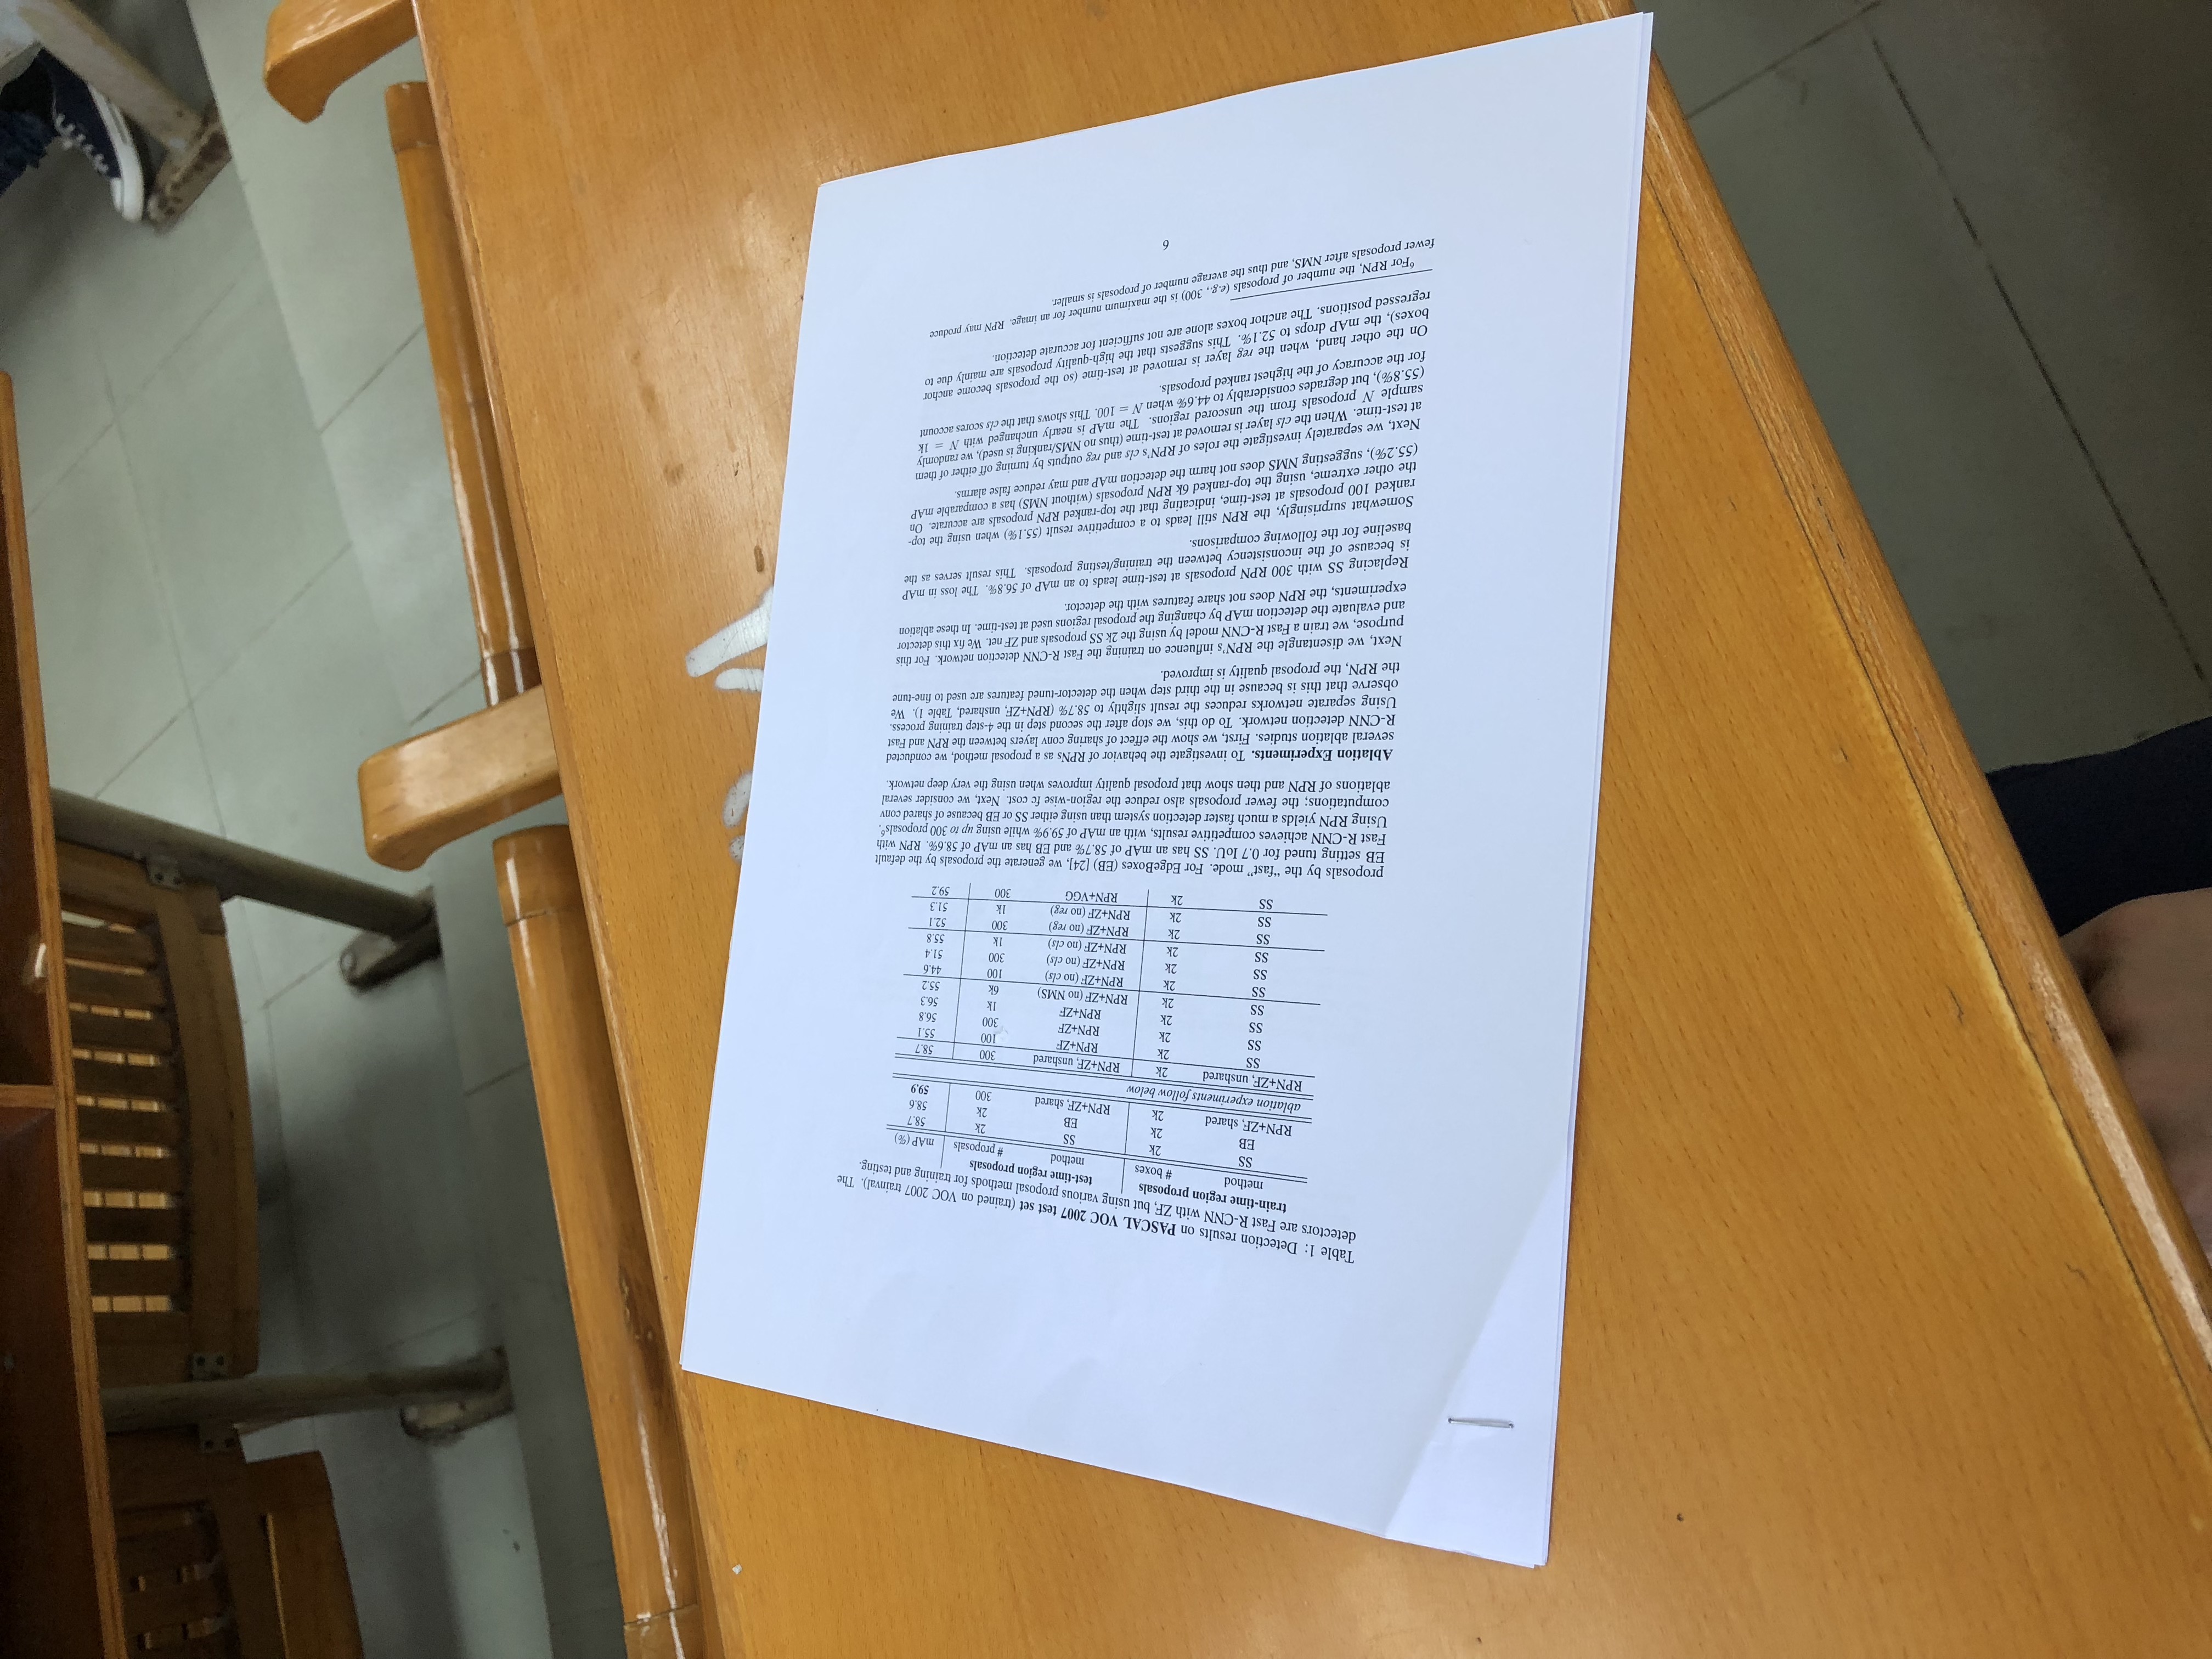 Table 1: Detection results on PASCAL VOC 2007 test set (trained on VOC 2007 trainval). The
detectors are Fast R-CNN with ZF, but using various proposal methods for training and testing.
train-time region proposals test-time region proposals
method # boxes method # proposals mAP (%)
SS 2k SS 2k 58.7
EB 2k EB 2k 58.6
RPN+ZF, shared 2k RPN+ZF, shared 300 59.9
ablation experiments follow below
RPN+ZF, unshared 2k RPN+ZF, unshared 300 58.7
SS 2k RPN+ZF 100 55.1
SS 2k RPN+ZF 300 56.8
SS 2k RPN+ZF 1k 56.3
SS 2k RPN+ZF (no NMS) 6k 55.2
SS 2k RPN+ZF (no cls) 100 44.6
SS 2k RPN+ZF (no cls) 300 51.4
SS 2k RPN+ZF (no cls) 1k 55.8
SS 2k RPN+ZF (no reg) 300 52.1
SS 2k RPN+ZF (no reg) 1k 51.3
SS 2k RPN+VGG 300 59.2
proposals by the “fast” mode. For EdgeBoxes (EB) [24], we generate the proposals by the default
EB setting tuned for 0.7 IoU. SS has an mAP of 58.7% and EB has an mAP of 58.6%. RPN with
Fast R-CNN achieves competitive results, with an mAP of 59.9% while using up to 300 proposals⁶.
Using RPN yields a much faster detection system than using either SS or EB because of shared conv
computations; the fewer proposals also reduce the region-wise fc cost. Next, we consider several
ablations of RPN and then show that proposal quality improves when using the very deep network.
Ablation Experiments. To investigate the behavior of RPNs as a proposal method, we conducted
several ablation studies. First, we show the effect of sharing conv layers between the RPN and Fast
R-CNN detection network. To do this, we stop after the second step in the 4-step training process.
Using separate networks reduces the result slightly to 58.7% (RPN+ZF, unshared, Table 1). We
observe that this is because in the third step when the detector-tuned features are used to fine-tune
the RPN, the proposal quality is improved.
Next, we disentangle the RPN's influence on training the Fast R-CNN detection network. For this
purpose, we train a Fast R-CNN model by using the 2k SS proposals and ZF net. We fix this detector
and evaluate the detection mAP by changing the proposal regions used at test-time. In these ablation
experiments, the RPN does not share features with the detector.
Replacing SS with 300 RPN proposals at test-time leads to an mAP of 56.8%. The loss in mAP
is because of the inconsistency between the training/testing proposals. This result serves as the
baseline for the following comparisons.
Somewhat surprisingly, the RPN still leads to a competitive result (55.1%) when using the top-
ranked 100 proposals at test-time, indicating that the top-ranked RPN proposals are accurate. On
the other extreme, using the top-ranked 6k RPN proposals (without NMS) has a comparable mAP
(55.2%), suggesting NMS does not harm the detection mAP and may reduce false alarms.
Next, we separately investigate the roles of RPN's cls and reg outputs by turning off either of them
at test-time. When the cls layer is removed at test-time (thus no NMS/ranking is used), we randomly
sample N proposals from the unscored regions. The mAP is nearly unchanged with N = 1k
(55.8%), but degrades considerably to 44.6% when N = 100. This shows that the cls scores account
for the accuracy of the highest ranked proposals.
On the other hand, when the reg layer is removed at test-time (so the proposals become anchor
boxes), the mAP drops to 52.1%. This suggests that the high-quality proposals are mainly due to
regressed positions. The anchor boxes alone are not sufficient for accurate detection.
⁶For RPN, the number of proposals (e.g., 300) is the maximum number for an image. RPN may produce
fewer proposals after NMS, and thus the average number of proposals is smaller.
6